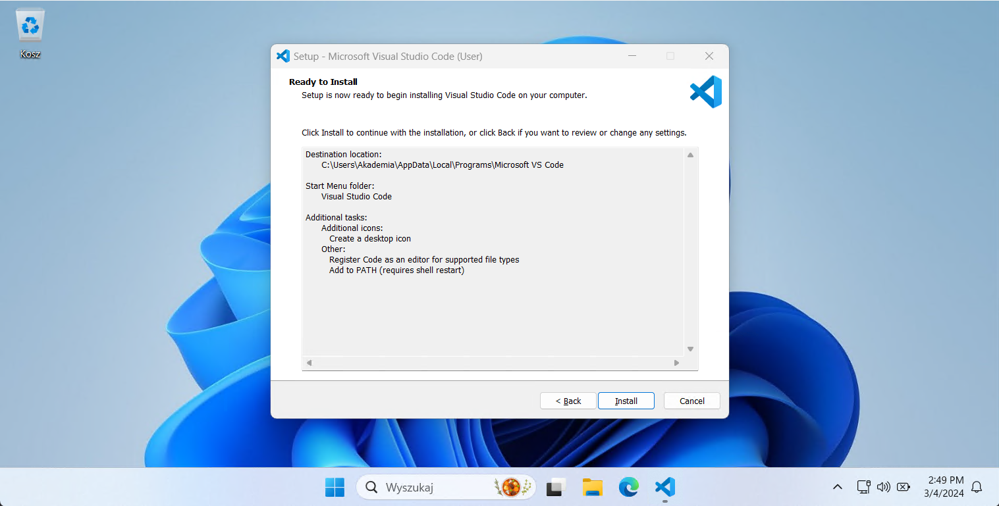 Kosz
Setup - Microsoft Visual Studio Code (User)
Ready to Install
Setup is now ready to begin installing Visual Studio Code on your computer.
Click Install to continue with the installation, or click Back if you want to review or change any settings.
Destination location:
C:\Users\Akademia\AppData\Local\Programs\Microsoft VS Code
Start Menu folder:
Visual Studio Code
Additional tasks:
Additional icons:
Create a desktop icon
Other:
Register Code as an editor for supported file types
Add to PATH (requires shell restart)
< Back
Install
Cancel
Wyszukaj
2:49 PM
3/4/2024